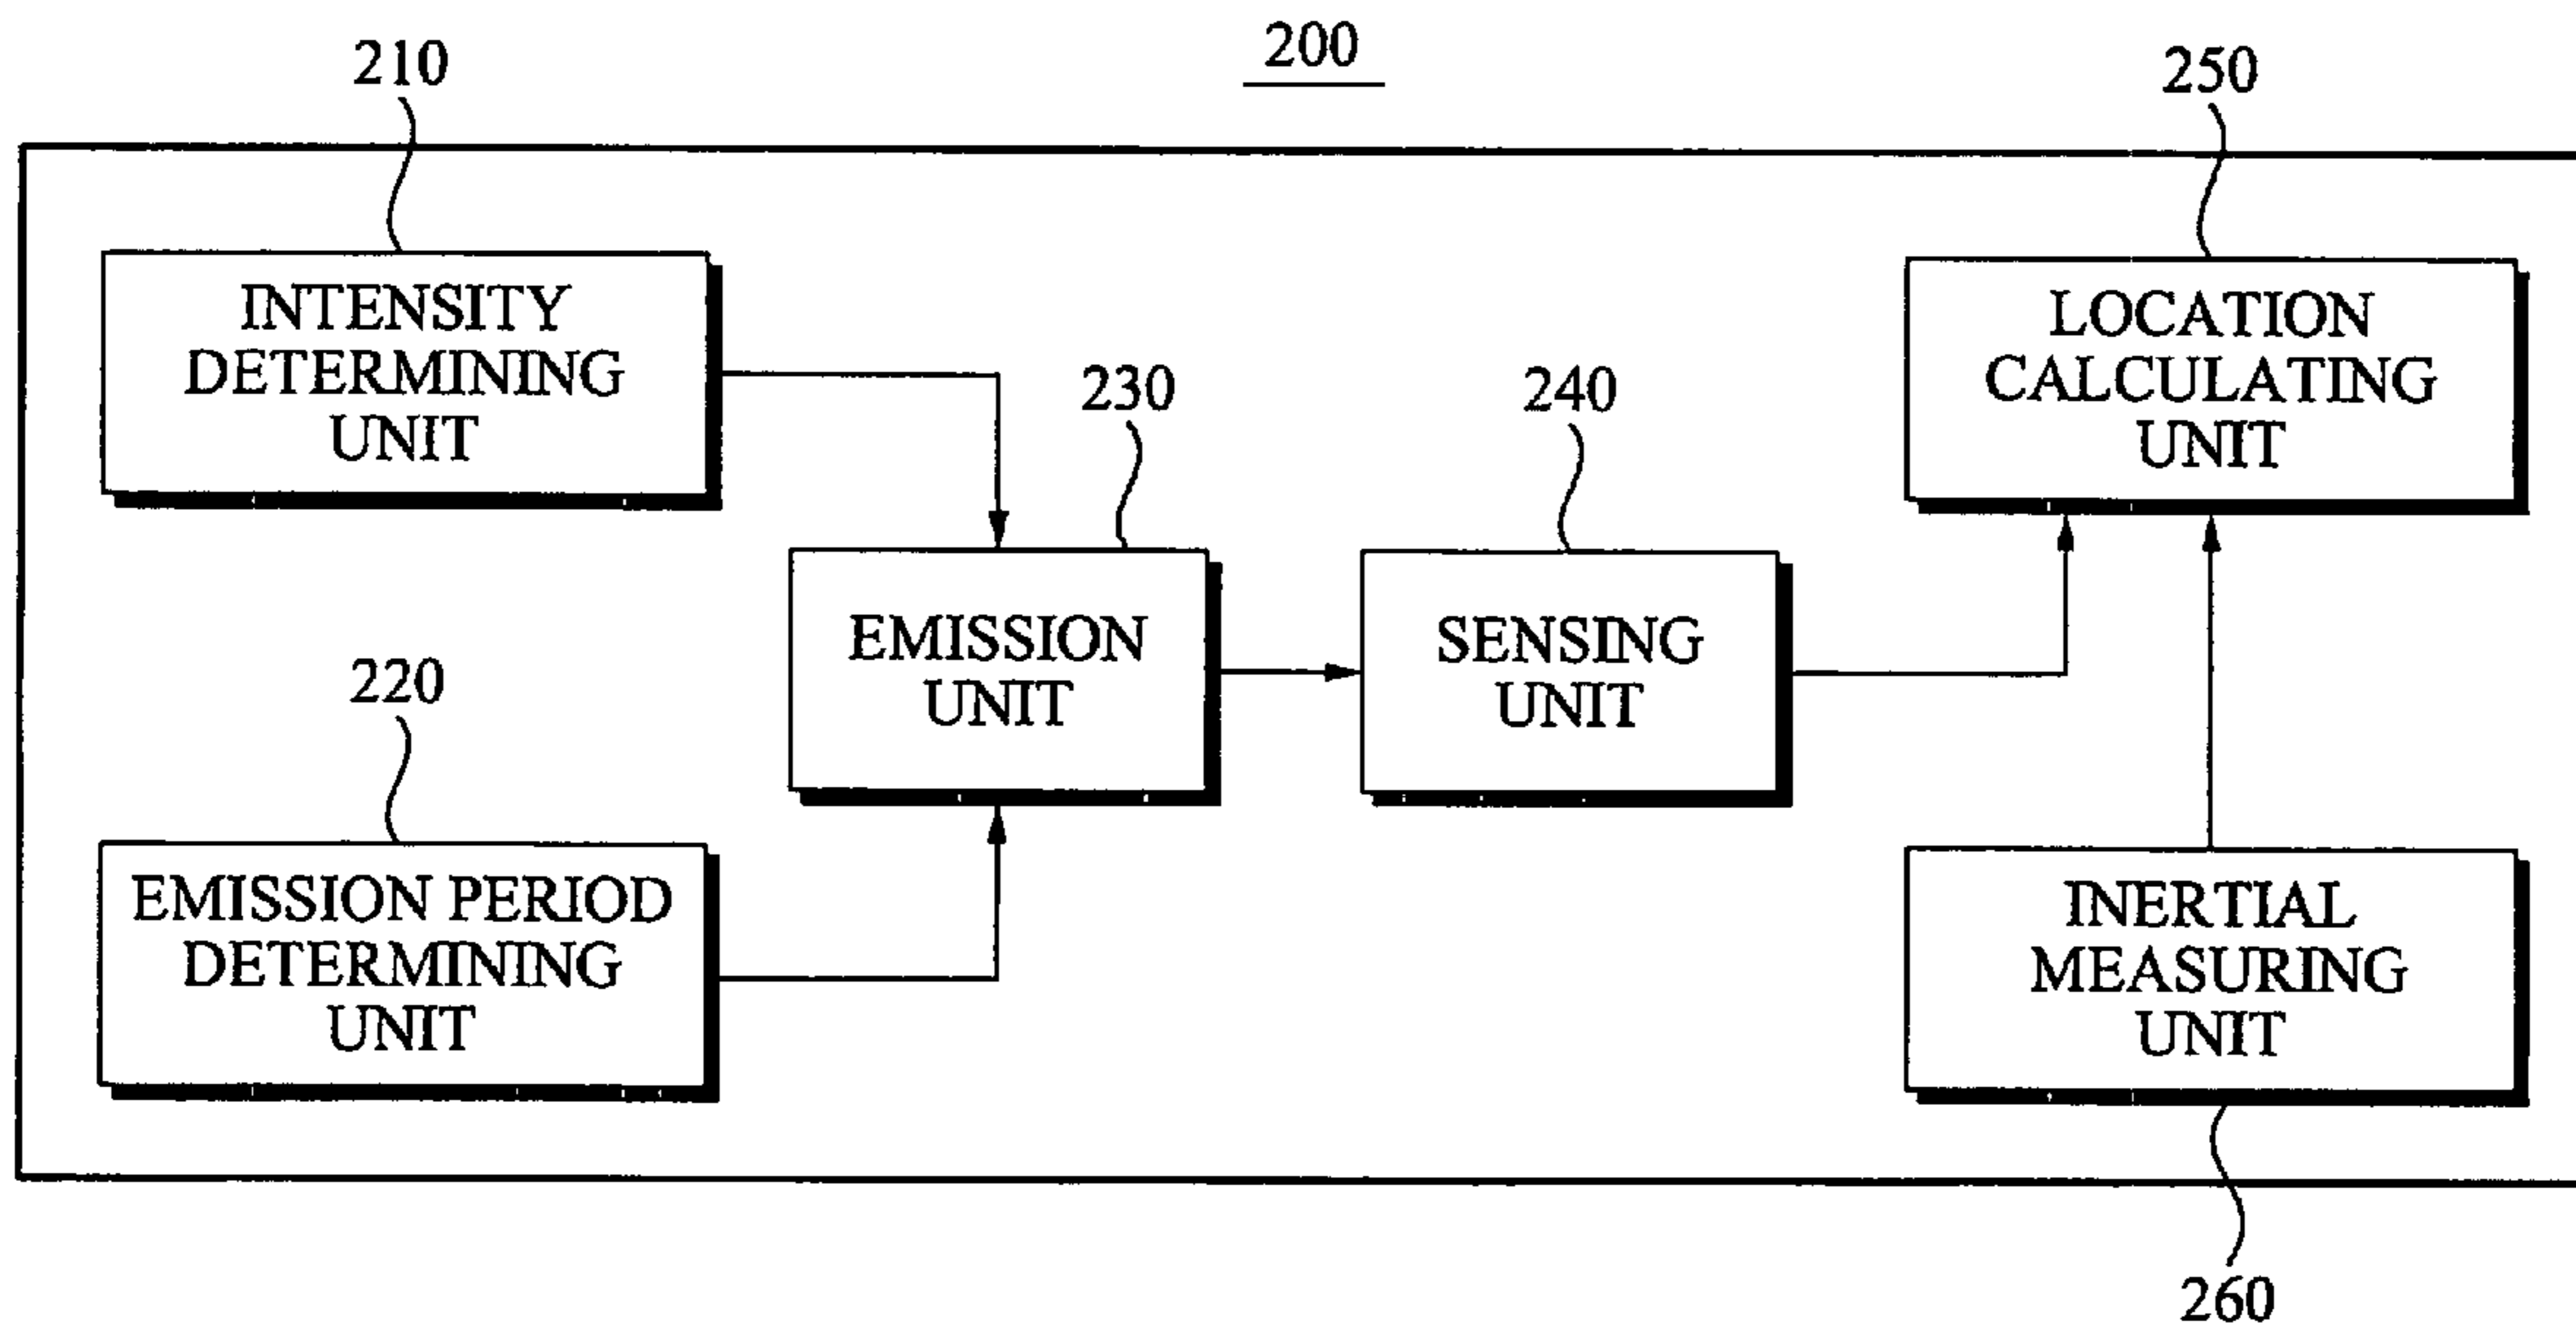 200
210
250
INTENSITY
DETERMINING
UNIT
LOCATION
CALCULATING
UNIT
230
240
EMISSION
UNIT
SENSING
UNIT
220
EMISSION PERIOD
DETERMINING
UNIT
INERTIAL
MEASURING
UNIT
260